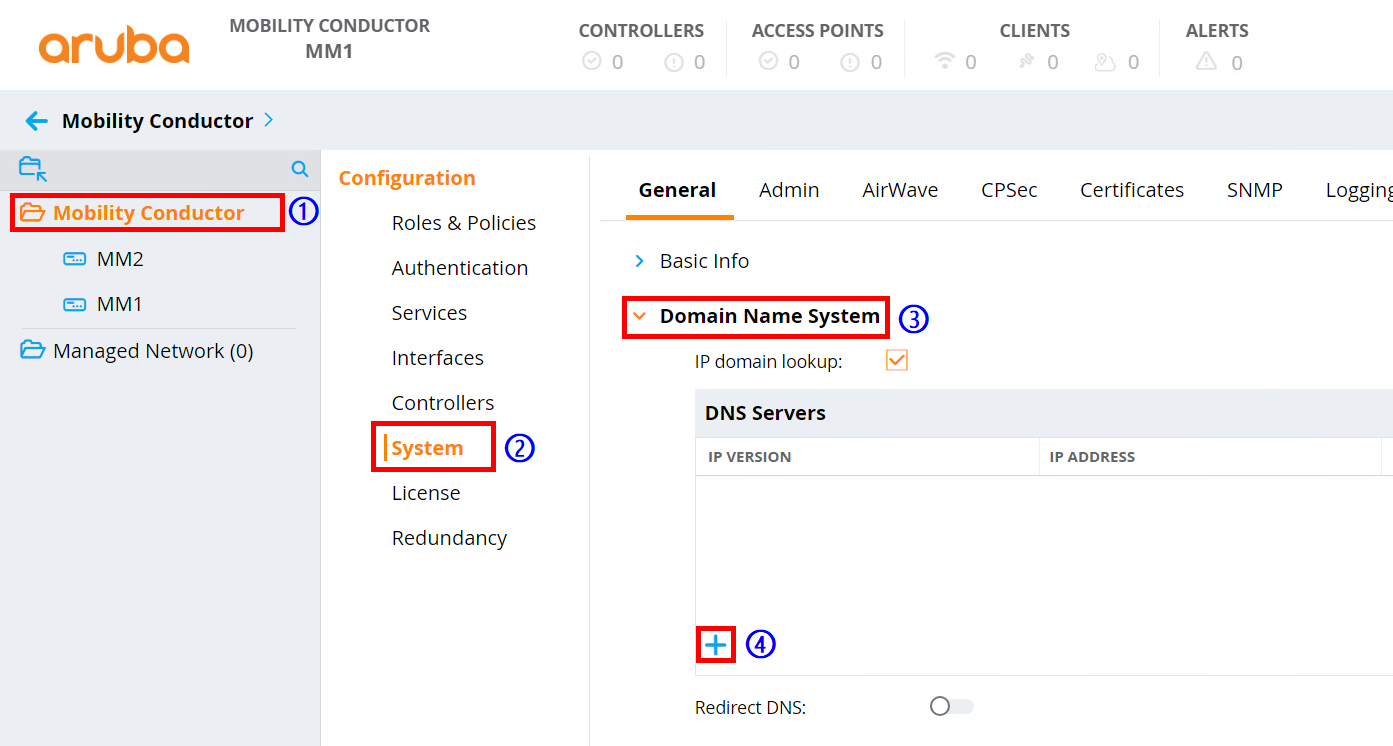 aruba
MOBILITY CONDUCTOR
MM1
CONTROLLERS
0 0
ACCESS POINTS
0 0
CLIENTS
0 0 0
ALERTS
0
Mobility Conductor
Mobility Conductor ①
MM2
MM1
Managed Network (0)
Configuration
Roles & Policies
Authentication
Services
Interfaces
Controllers
System ②
License
Redundancy
General Admin AirWave CPSec Certificates SNMP Logging
Basic Info
Domain Name System ③
IP domain lookup:
DNS Servers
IP VERSION IP ADDRESS
+ ④
Redirect DNS: